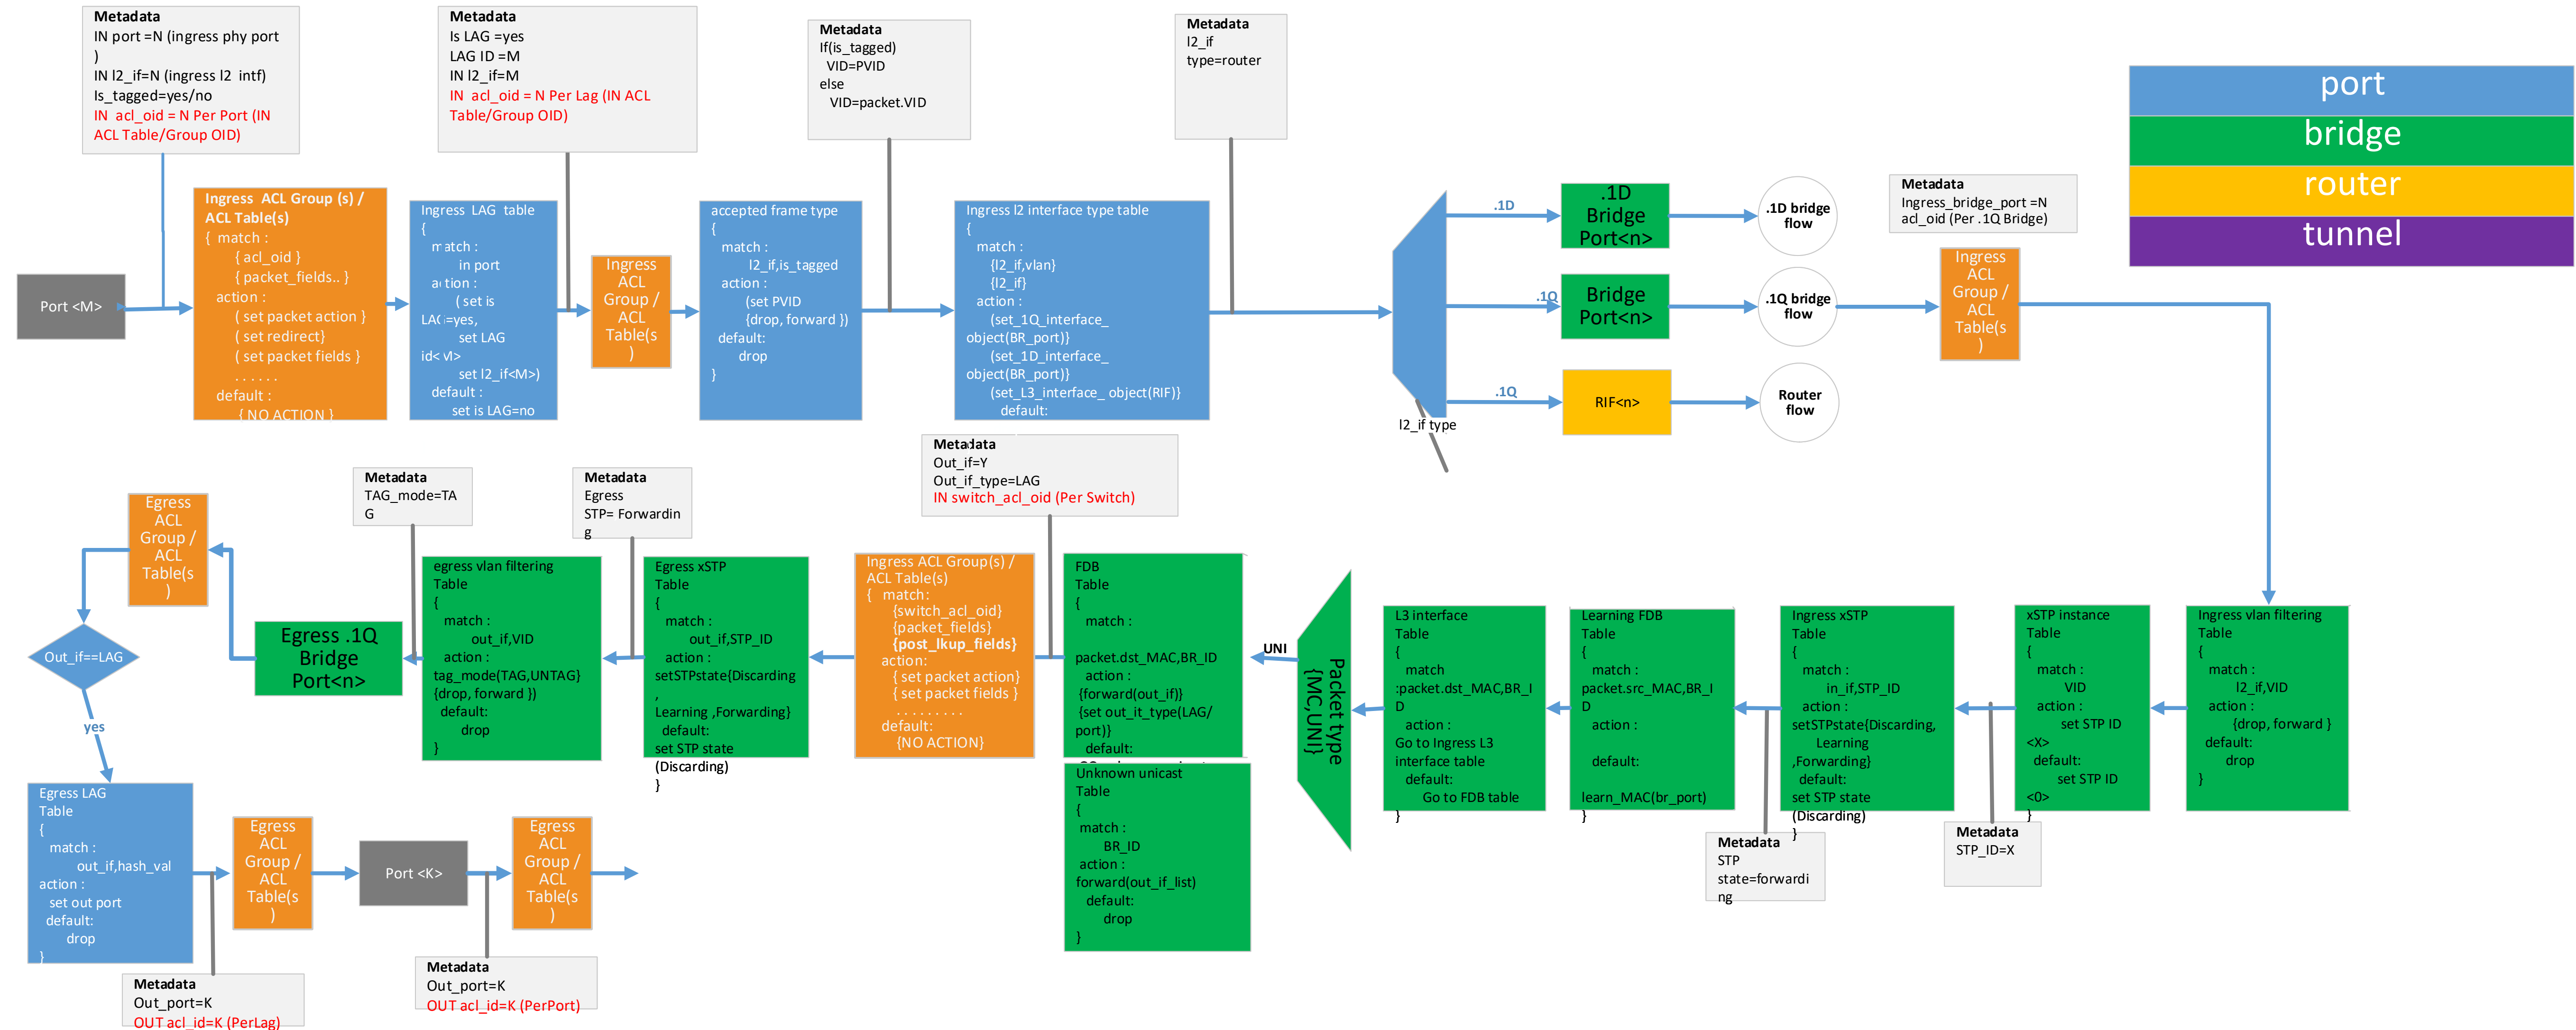 Metadata
IN port =N (ingress phy port
)
IN l2_if=N (ingress l2 intf)
Is_tagged=yes/no
IN acl_oid = N Per Port (IN
ACL Table/Group OID)
Metadata
Is LAG =yes
LAG ID =M
IN l2_if=M
IN acl_oid = N Per Lag (IN ACL
Table/Group OID)
Metadata
If(is_tagged)
VID=PVID
else
VID=packet.VID
Metadata
l2_if
type=router
port
bridge
router
tunnel
Port <M>
Ingress ACL Group (s) /
ACL Table(s)
{ match :
{ acl_oid }
{ packet_fields.. }
action :
( set packet action }
( set redirect}
( set packet fields }
. . . . . .
default :
{ NO ACTION }
Ingress LAG table
{
match :
in port
action :
( set is
LAG=yes,
set LAG
id<M>
set l2_if<M>)
default :
set is LAG=no
Ingress
ACL
Group /
ACL
Table(s
)
accepted frame type
{
match :
l2_if,is_tagged
action :
(set PVID
{drop, forward })
default:
drop
}
Ingress l2 interface type table
{
match :
{l2_if,vlan}
{l2_if}
action :
(set_1Q_interface_
object(BR_port)}
(set_1D_interface_
object(BR_port)}
(set_L3_interface_ object(RIF)}
default:
l2_if type
.1D
.1D
Bridge
Port<n>
.1D bridge
flow
.1Q
Bridge
Port<n>
.1Q bridge
flow
.1Q
RIF<n>
Router
flow
Metadata
Ingress_bridge_port =N
acl_oid (Per .1Q Bridge)
Ingress
ACL
Group /
ACL
Table(s
)
Ingress vlan filtering
Table
{
match :
l2_if,VID
action :
{drop, forward }
default:
drop
}
xSTP instance
Table
{
match :
VID
action :
set STP ID
<X>
default:
set STP ID
<0>
}
Metadata
STP_ID=X
Ingress xSTP
Table
{
match :
in_if,STP_ID
action :
setSTPstate{Discarding,
Learning
,Forwarding}
default:
set STP state
(Discarding)
}
Metadata
STP
state=forwardi
ng
Learning FDB
Table
{
match :
packet.src_MAC,BR_I
D
action :
default:
learn_MAC(br_port)
}
L3 interface
Table
{
match
:packet.dst_MAC,BR_I
D
action :
Go to Ingress L3
interface table
default:
Go to FDB table
}
Packet type
{MC,UNI}
UNI
FDB
Table
{
match :
packet.dst_MAC,BR_ID
action :
{forward(out_if)}
{set out_it_type(LAG/
port)}
default:
Unknown unicast
Table
{
match :
BR_ID
action :
forward(out_if_list)
default:
drop
}
Metadata
Out_if=Y
Out_if_type=LAG
IN switch_acl_oid (Per Switch)
Ingress ACL Group(s) /
ACL Table(s)
{ match:
{switch_acl_oid}
{packet_fields}
{post_lkup_fields}
action:
{ set packet action}
{ set packet fields }
. . . . . . . . .
default:
{NO ACTION}
Egress xSTP
Table
{
match :
out_if,STP_ID
action :
setSTPstate{Discarding
,
Learning ,Forwarding}
default:
set STP state
(Discarding)
}
Metadata
Egress
STP= Forwardin
g
egress vlan filtering
Table
{
match :
out_if,VID
action :
tag_mode(TAG,UNTAG}
{drop, forward })
default:
drop
}
Metadata
TAG_mode=TA
G
Egress .1Q
Bridge
Port<n>
Egress
ACL
Group /
ACL
Table(s
)
Out_if==LAG
yes
Egress LAG
Table
{
match :
out_if,hash_val
action :
set out port
default:
drop
}
Metadata
Out_port=K
OUT acl_id=K (PerLag)
Egress
ACL
Group /
ACL
Table(s
)
Port <K>
Metadata
Out_port=K
OUT acl_id=K (PerPort)
Egress
ACL
Group /
ACL
Table(s
)